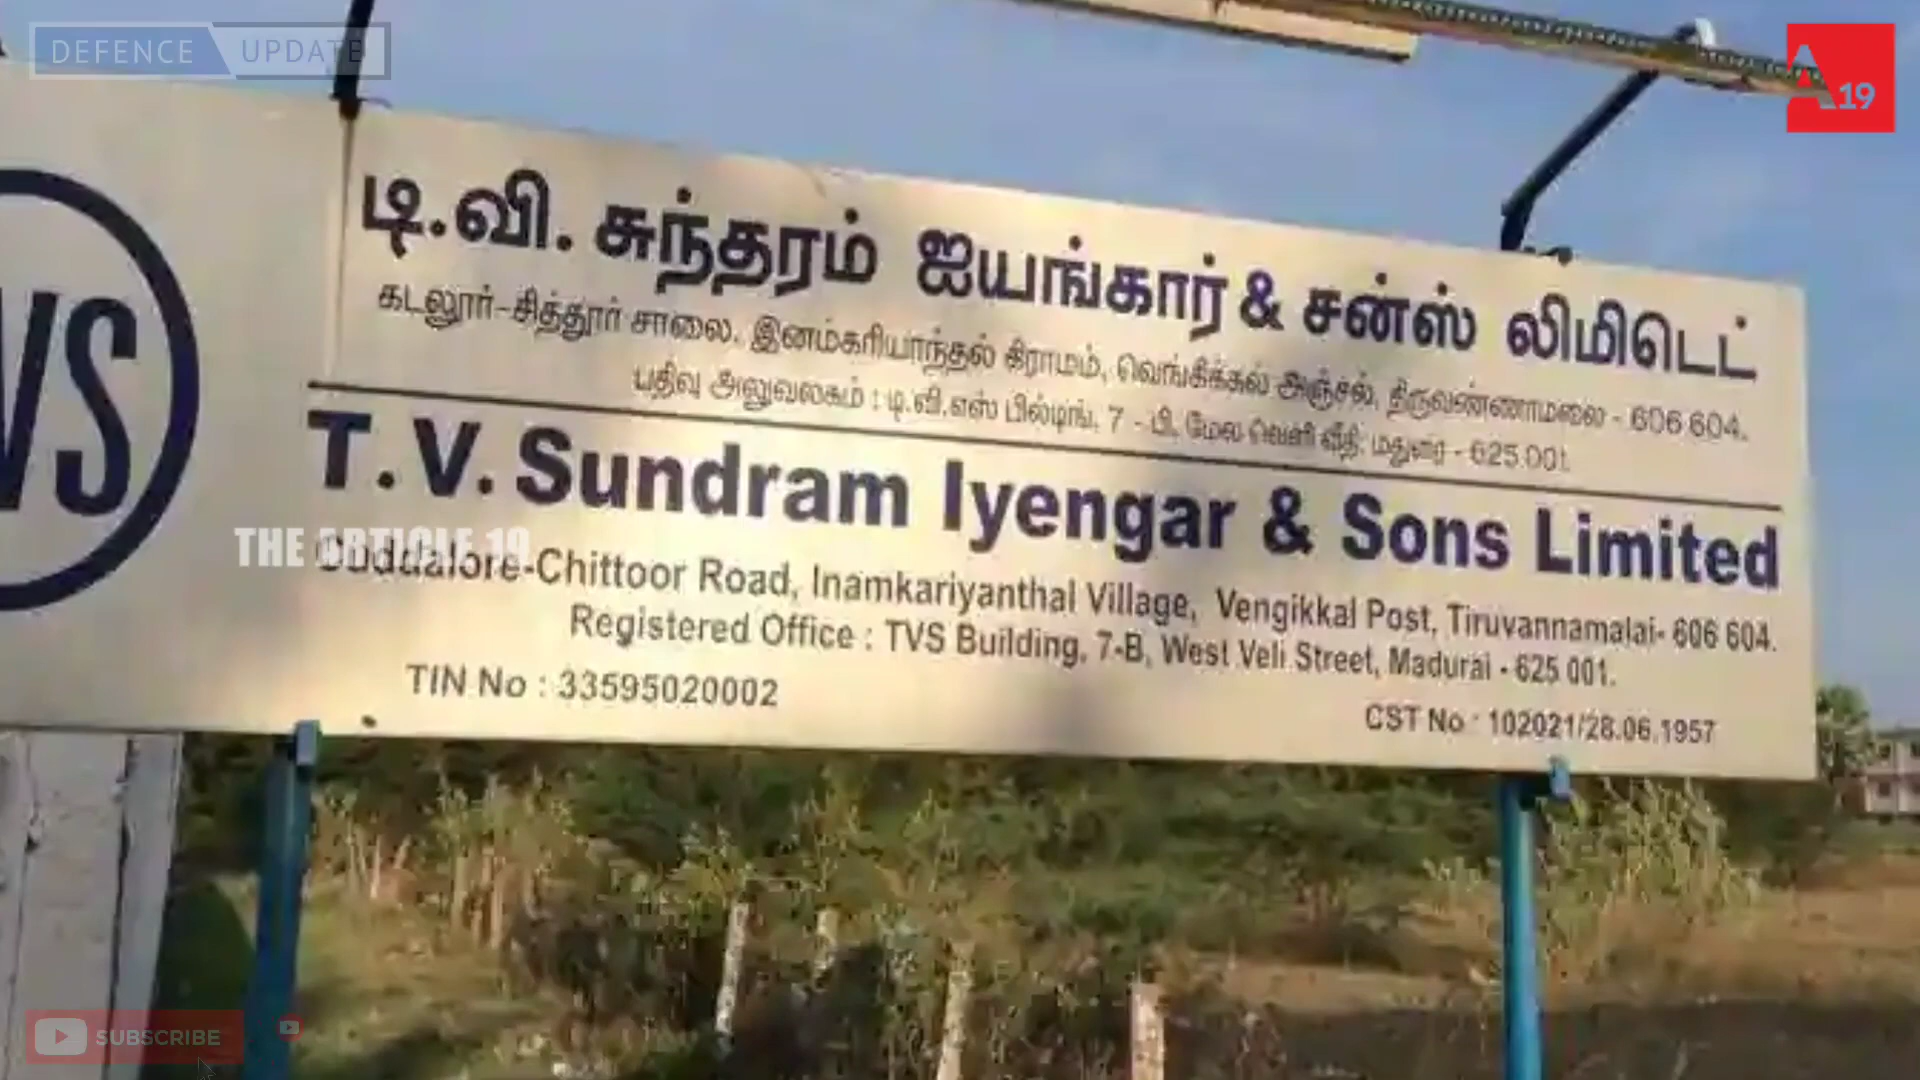 DEFENCE UPDATE
A19
டி.வி. சுந்தரம் ஐயங்கார் & சன்ஸ் லிமிடெட்
கடலூர்-சித்தூர் சாலை, இனம்கரியாந்தல் கிராமம், வெங்கிக்கல் அஞ்சல், திருவண்ணாமலை - 606 604.
பதிவு அலுவலகம் : டி.வி.எஸ் பில்டிங், 7 - பி, மேல வெளி வீதி, மதுரை - 625 001.
VS
T.V. Sundram Iyengar & Sons Limited
THE ARTICLE 19
Cuddalore-Chittoor Road, Inamkariyanthal Village, Vengikkal Post, Tiruvannamalai- 606 604.
Registered Office : TVS Building, 7-B, West Veli Street, Madurai - 625 001.
TIN No : 33595020002
CST No : 102021/28.06.1957
SUBSCRIBE